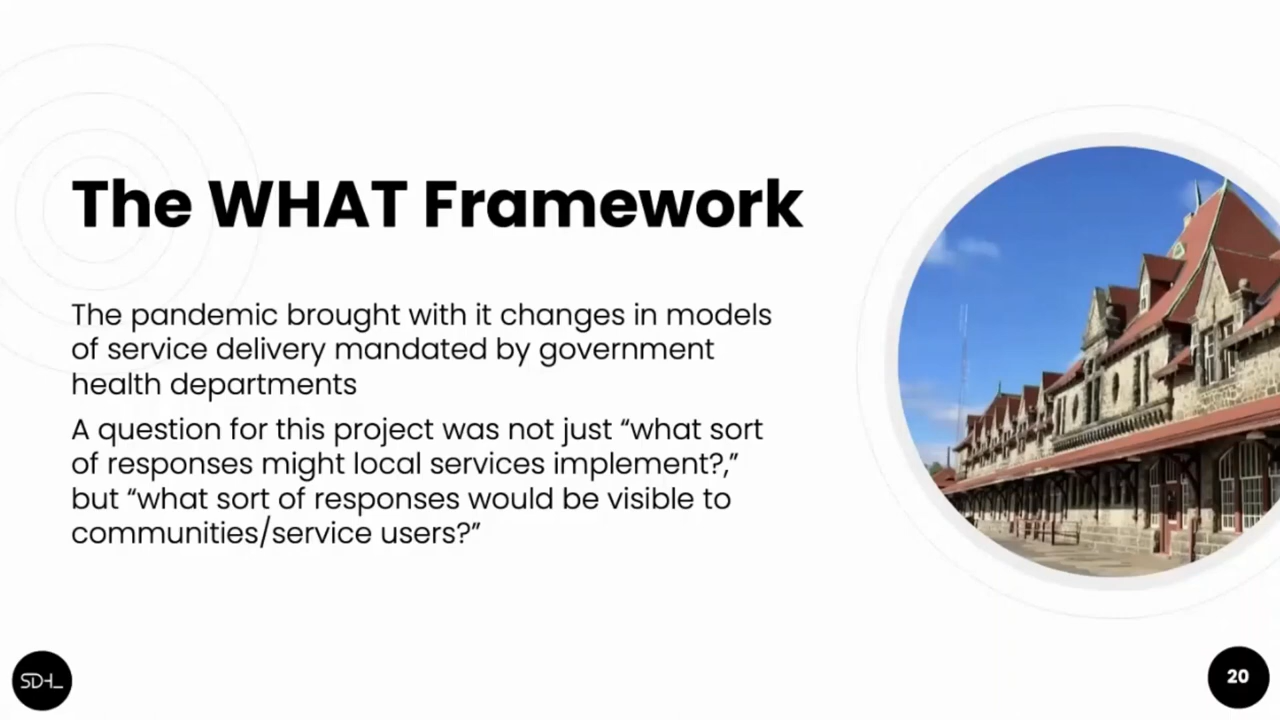 The WHAT Framework
The pandemic brought with it changes in models
of service delivery mandated by government
health departments
A question for this project was not just “what sort
of responses might local services implement?,”
but “what sort of responses would be visible to
communities/service users?”
SDHL
20